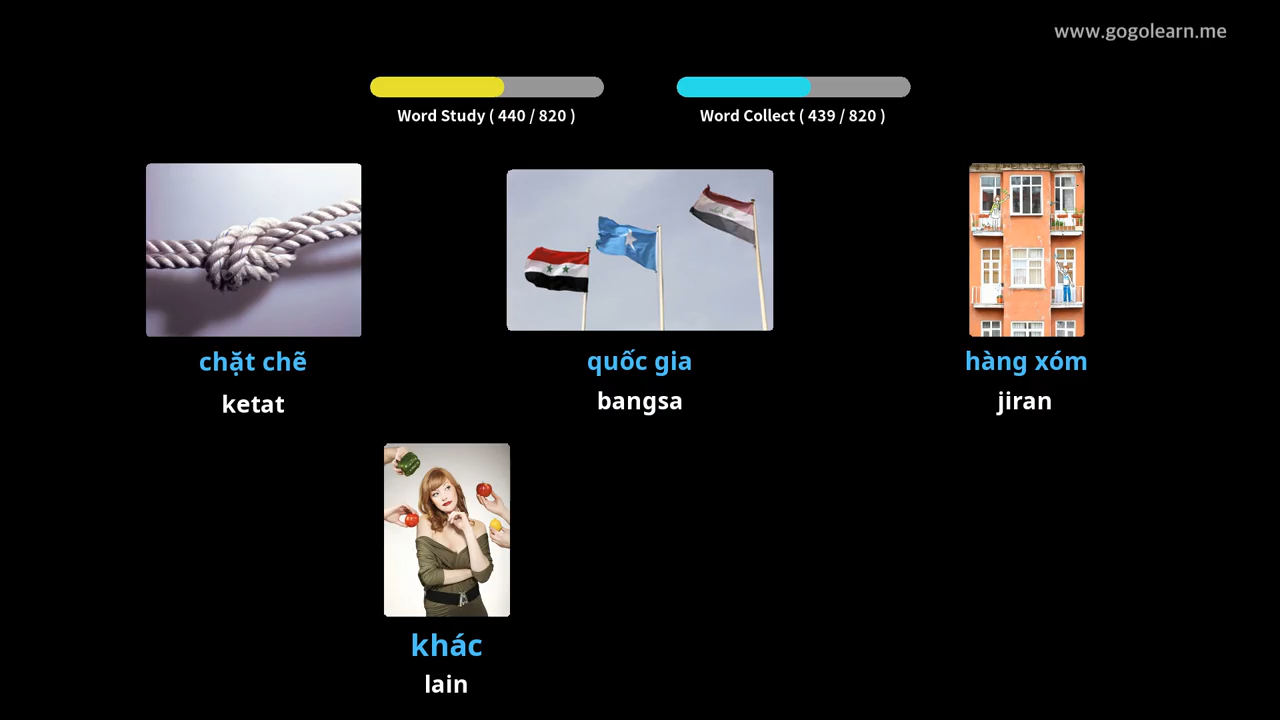 www.gogolearn.me
Word Study ( 440 / 820 )
Word Collect ( 439 / 820 )
chặt chẽ
ketat
quốc gia
bangsa
hàng xóm
jiran
khác
lain